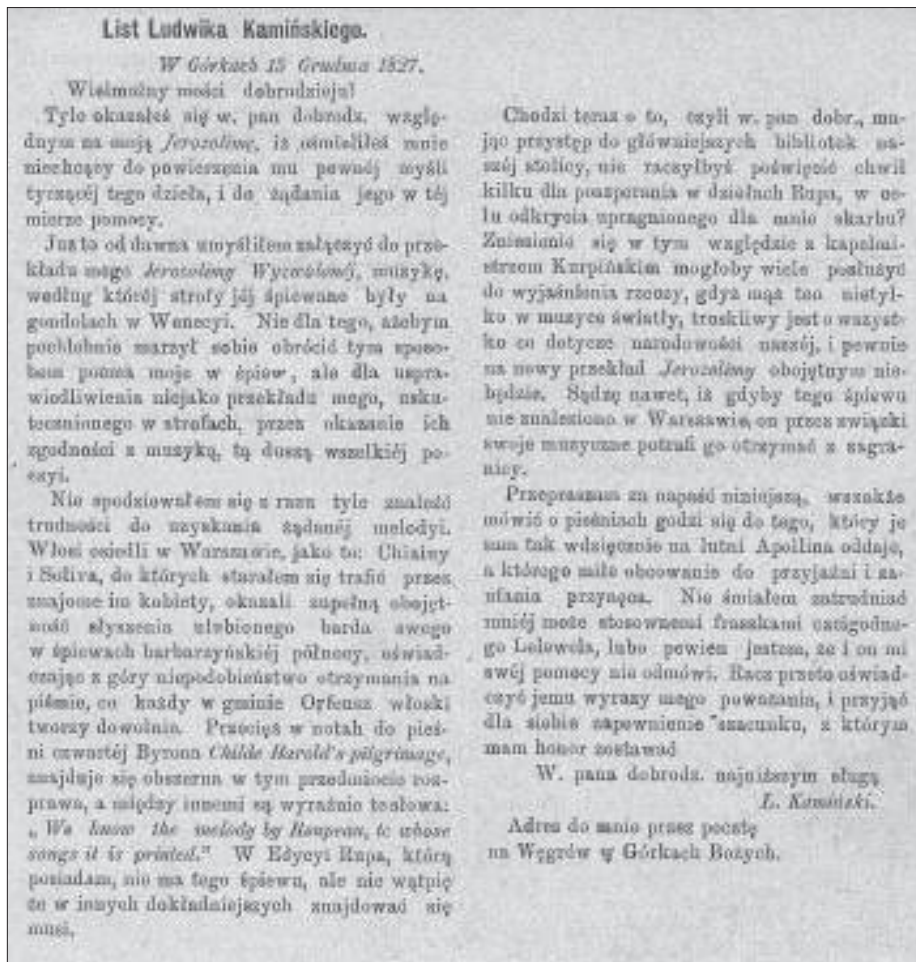 List Ludwika Kamińskiego.
W Górkach 15 Grudnia 1827.
Wielmożny mości dobrodzieju!
Tyle okazałeś się w. pan dobrodz. wzglę-
dnym na moją Jerozolimę, iż ośmieliłeś mnie
niechcący do powierzenia mu pewnéj myśli
tyczącéj tego dzieła, i do żądania jego w téj
mierze pomocy.
Już to od dawna umyśliłem załączyć do prze-
kładu mego Jerozolimy Wyzwolonéj, muzykę,
według któréj strofy jéj śpiewane były na
gondolach w Wenecyi. Nie dla tego, ażebym
pochlebnie marzył sobie obrócić tym sposo-
bem poema moje w śpiew, ale dla uspra-
wiedliwienia niejako przekładu mego, usku-
tecznionego w strofach, przez okazanie ich
zgodności z muzyką, tą duszą wszelkiéj po-
ezyi.
Nie spodziewałem się z razu tyle znaleść
trudności do uzyskania żądanéj melodyi.
Włosi osiedli w Warszawie, jako to: Chiainy
i Soliva, do których starałem się trafić przez
znajome im kobiety, okazali zupełną obojęt-
ność słyszenia ulubionego barda swego
w śpiewach barbarzyńskiéj północy, oświad-
czając z góry niepodobieństwo otrzymania na
piśmie, co każdy w gminie Orfeusz włoski
tworzy dowolnie. Przecięż w notah do pieś-
ni czwartéj Byrona Childe Harold's pilgrimage,
znajduje się obszerna w tym przedmiocie roz-
prawa, a między innemi są wyraźnie te słowa:
„We know the melody by Roupeau, to whose
songs it is printed." W Edycyi Rupa, którą
posiadam, nie ma tego śpiewu, ale nie wątpię
że w innych dokładniejszych znajdować się
musi.
Chodzi teraz o to, czyli w. pan dobr., ma-
jąc przystęp do główniejszych bibliotek na-
széj stolicy, nie raczyłbyś poświęcić chwil
kilku dla poszperania w dziełach Rupa, w ce-
lu odkrycia upragnionego dla mnie skarbu?
Zniesienie się w tym względzie z kapelmi-
strzem Kurpińskim mogłoby wiele posłużyć
do wyjaśnienia rzeczy, gdyż mąż ten nietyl-
ko w muzyce światły, troskliwy jest o wszyst-
ko co dotycze narodowości naszéj, i pewnie
na nowy przekład Jerozolimy obojętnym nie-
będzie. Sądzę nawet, iż gdyby tego śpiewu
nie znaleziono w Warszawie, on przez związki
swoje muzyczne potrafi go otrzymać z zagra-
nicy.
Przepraszam za napaść niniejszą, wszakże
mówić o pieśniach godzi się do tego, który je
sam tak wdzięcznie na lutni Apollina oddaje,
a którego miłe obcowanie do przyjaźni i za-
ufania przynęca. Nie śmiałem zatrudniać
mniéj może stosownemi fraszkami czcigodne-
go Lelewela, lubo pewien jestem, że i on mi
swéj pomocy nie odmówi. Racz przeto oświad-
czyć jemu wyrazy mego poważania, i przyjąć
dla siebie zapewnienie szacunku, z którym
mam honor zostawać
W. pana dobrodz. najniższym sługą
L. Kamiński.
Adres do mnie przez pocztę
na Węgrów w Górkach Bożych.